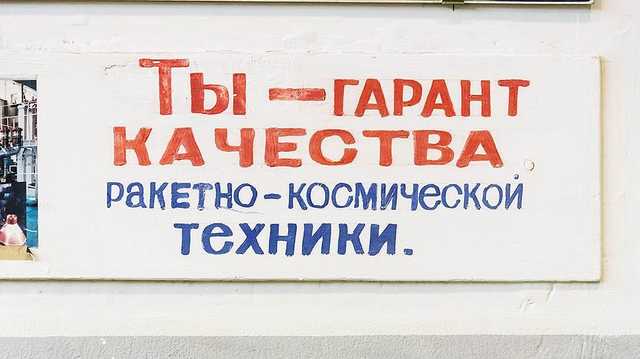 Ты – ГАРАНТ
КАЧЕСТВА
РАКЕТНО-КОСМИЧЕСКОЙ
ТЕХНИКИ.